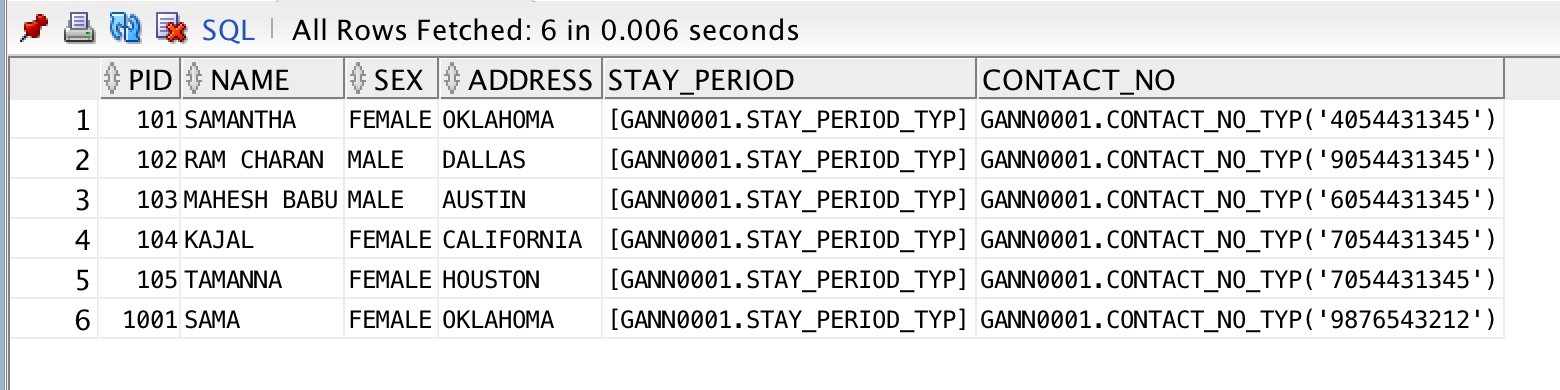 SQL All Rows Fetched: 6 in 0.006 seconds
PID NAME SEX ADDRESS STAY_PERIOD CONTACT_NO
1 101 SAMANTHA FEMALE OKLAHOMA [GANN0001.STAY_PERIOD_TYP] GANN0001.CONTACT_NO_TYP('4054431345')
2 102 RAM CHARAN MALE DALLAS [GANN0001.STAY_PERIOD_TYP] GANN0001.CONTACT_NO_TYP('9054431345')
3 103 MAHESH BABU MALE AUSTIN [GANN0001.STAY_PERIOD_TYP] GANN0001.CONTACT_NO_TYP('6054431345')
4 104 KAJAL FEMALE CALIFORNIA [GANN0001.STAY_PERIOD_TYP] GANN0001.CONTACT_NO_TYP('7054431345')
5 105 TAMANNA FEMALE HOUSTON [GANN0001.STAY_PERIOD_TYP] GANN0001.CONTACT_NO_TYP('7054431345')
6 1001 SAMA FEMALE OKLAHOMA [GANN0001.STAY_PERIOD_TYP] GANN0001.CONTACT_NO_TYP('9876543212')